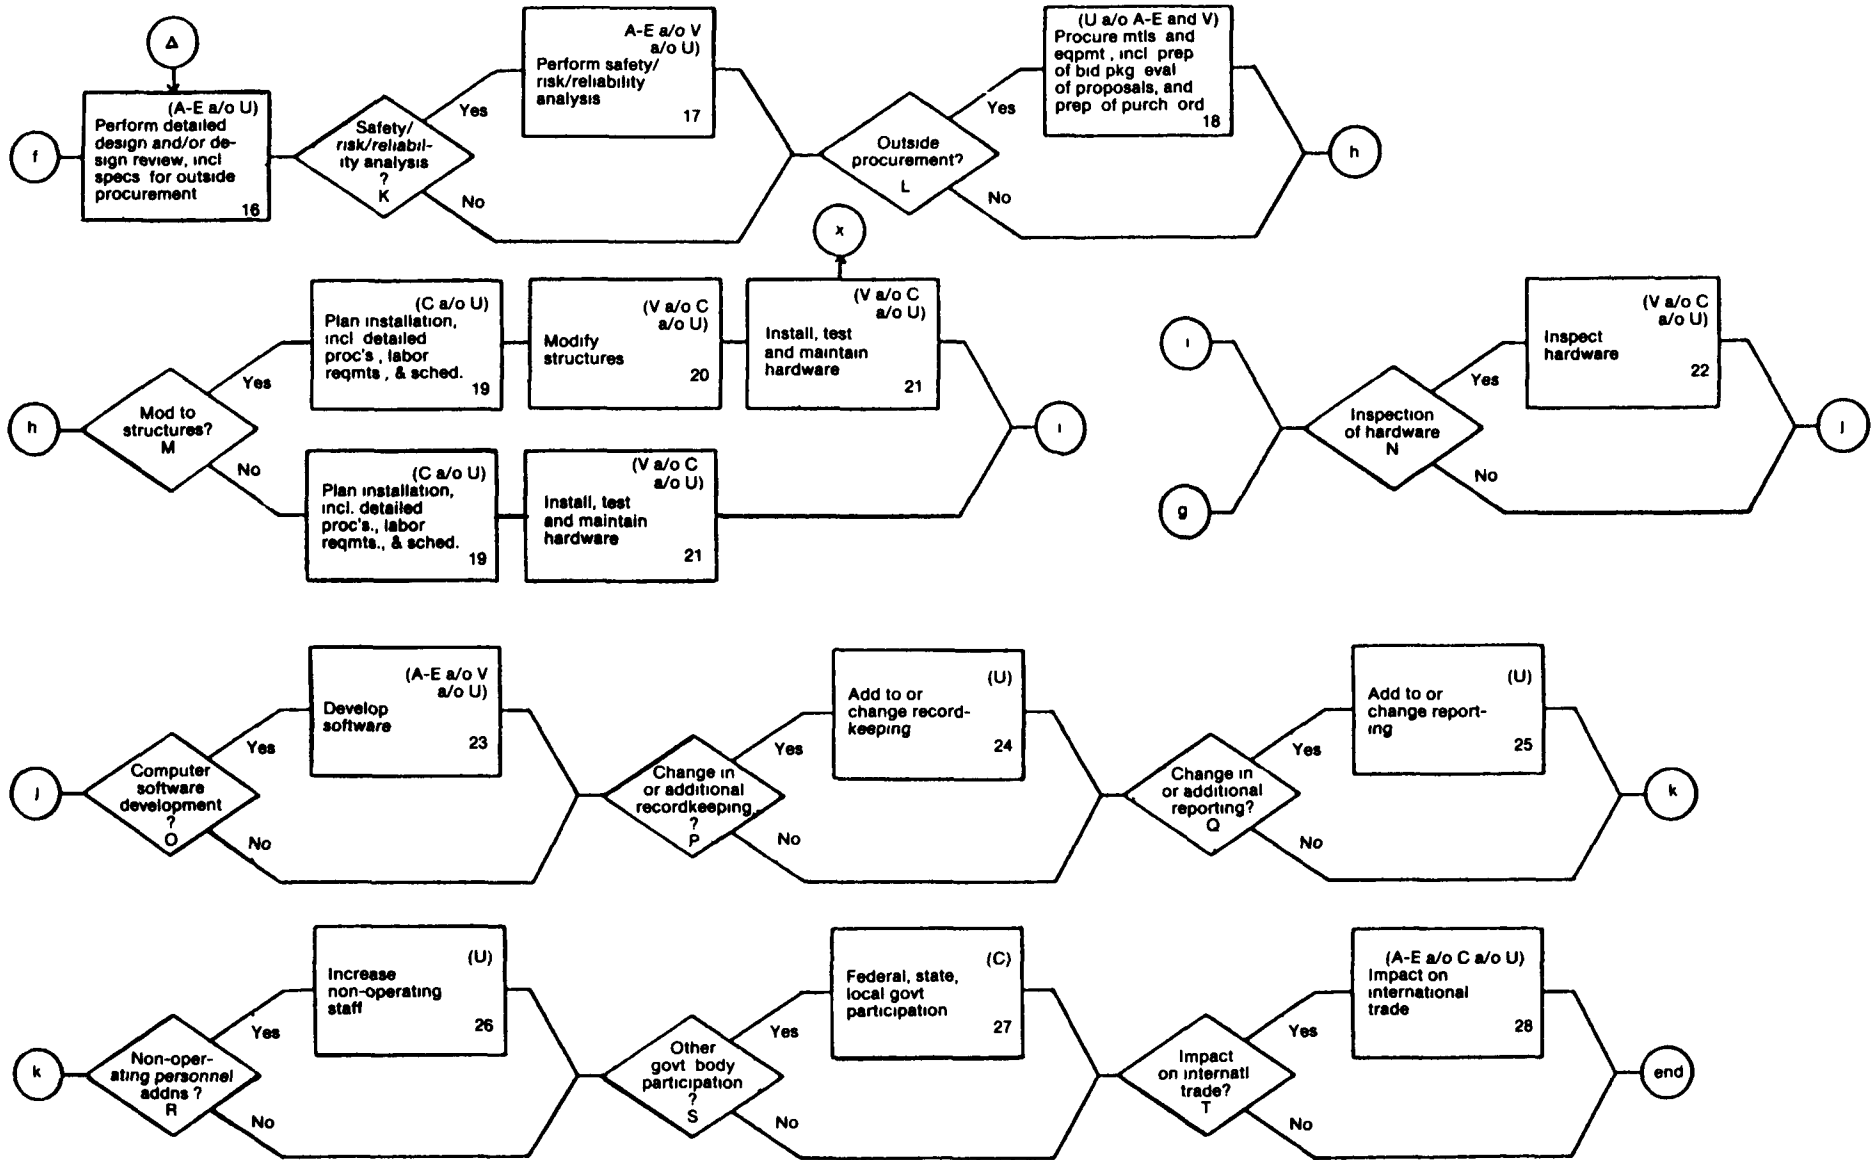 Δ
f
(A-E a/o U)
Perform detailed
design and/or de-
sign review, incl
specs for outside
procurement
16
Safety/
risk/reliabil-
ity analysis
?
K
Yes
No
A-E a/o V
a/o U)
Perform safety/
risk/reliability
analysis
17
Outside
procurement?
L
Yes
No
(U a/o A-E and V)
Procure mtls and
eqpmt , incl prep
of bid pkg eval
of proposals, and
prep of purch ord
18
h
h
Mod to
structures?
M
Yes
No
(C a/o U)
Plan installation,
incl detailed
proc's , labor
reqmts , & sched.
19
(V a/o C
a/o U)
Modify
structures
20
x
(V a/o C
a/o U)
Install, test
and maintain
hardware
21
(C a/o U)
Plan installation,
incl. detailed
proc's., labor
reqmts., & sched.
19
(V a/o C
a/o U)
Install, test
and maintain
hardware
21
i
i
g
Inspection
of hardware
N
Yes
No
(V a/o C
a/o U)
Inspect
hardware
22
j
j
Computer
software
development
?
O
Yes
No
(A-E a/o V
a/o U)
Develop
software
23
Change in
or additional
recordkeeping
?
P
Yes
No
(U)
Add to or
change record-
keeping
24
Change in
or additional
reporting?
Q
Yes
No
(U)
Add to or
change report-
ing
25
k
k
Non-oper-
ating personnel
addns ?
R
Yes
No
(U)
Increase
non-operating
staff
26
Other
govt body
participation
?
S
Yes
No
(C)
Federal, state,
local govt
participation
27
Impact
on internatl
trade?
T
Yes
No
(A-E a/o C a/o U)
Impact on
international
trade
28
end